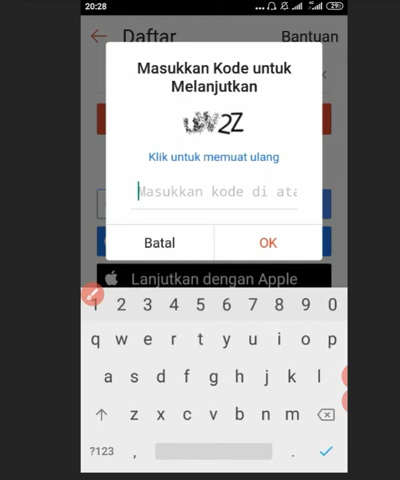 20:28
29
Daftar Bantuan
Masukkan Kode untuk
Melanjutkan
Klik untuk memuat ulang
Masukkan kode di ata
Batal OK
Lanjutkan dengan Apple
1 2 3 4 5 6 7 8 9 0
q w e r t y u i o p
a s d f g h j k l
z x c v b n m
?123 , .